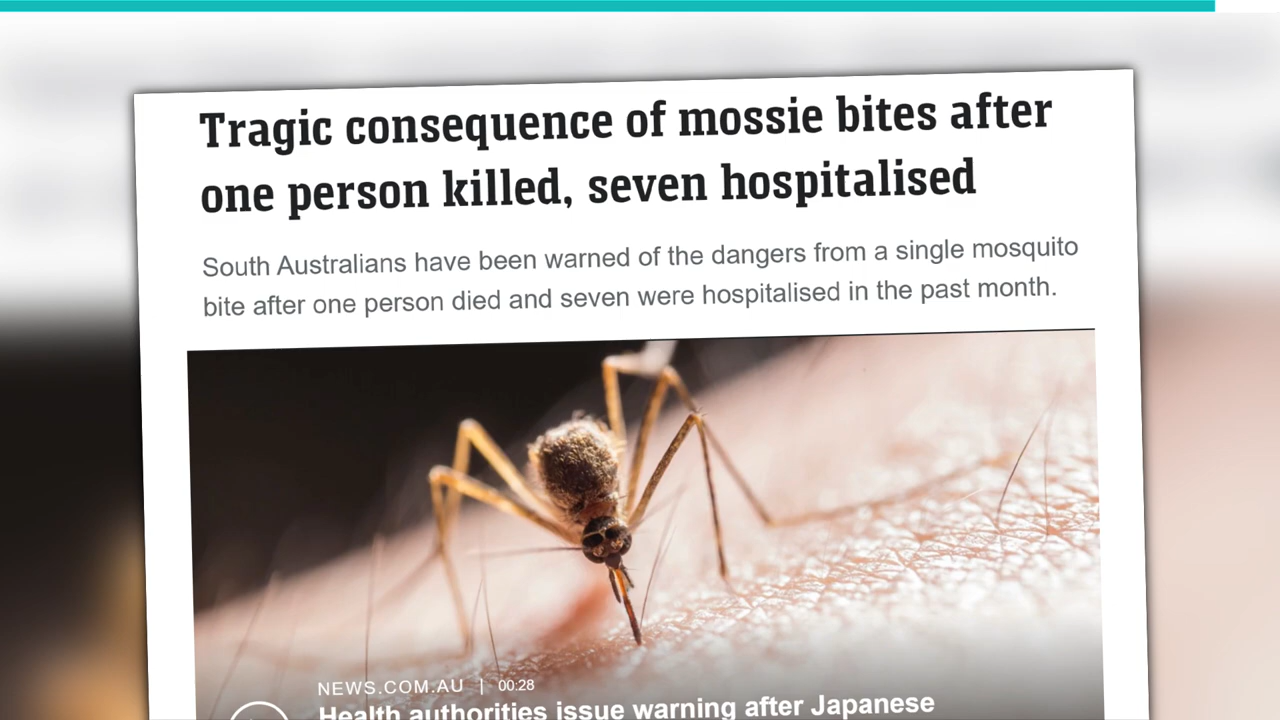 Tragic consequence of mossie bites after
one person killed, seven hospitalised
South Australians have been warned of the dangers from a single mosquito
bite after one person died and seven were hospitalised in the past month.
NEWS.COM.AU | 00:28
Health authorities issue warning after Japanese